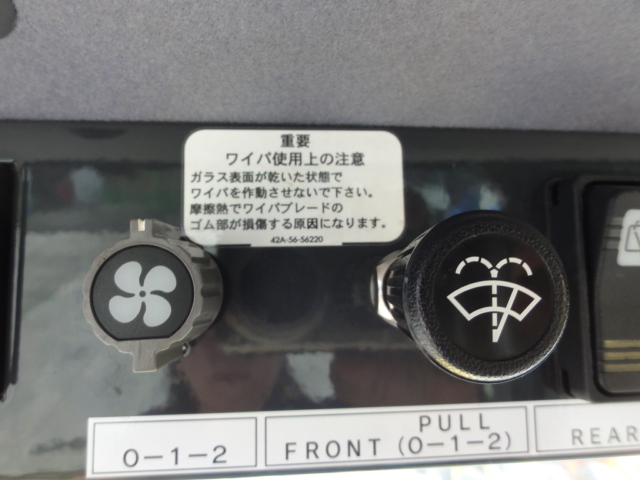 重要
ワイパ使用上の注意
ガラス表面が乾いた状態で
ワイパを作動させないで下さい。
摩擦熱でワイパブレードの
ゴム部が損傷する原因になります。
42A-56-56220
O-1-2
PULL
FRONT (O-1-2)
REAR